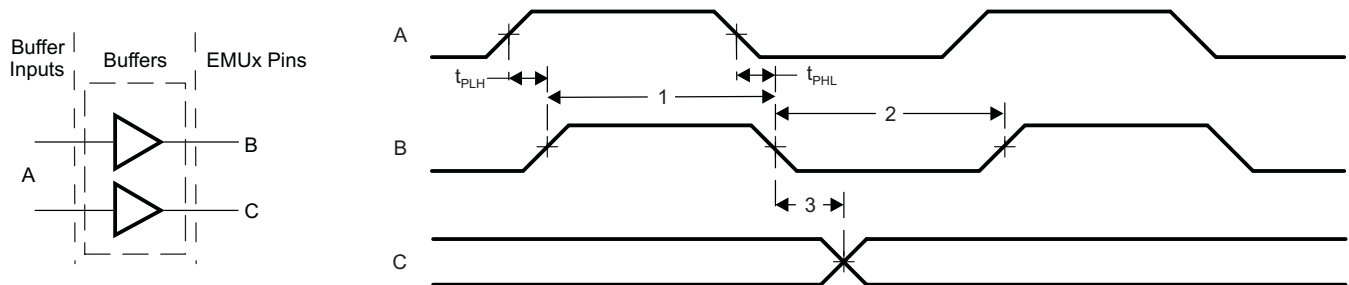 Buffer
Inputs
Buffers
EMUx Pins
A
B
C
A
t_PLH
t_PHL
1
2
B
3
C